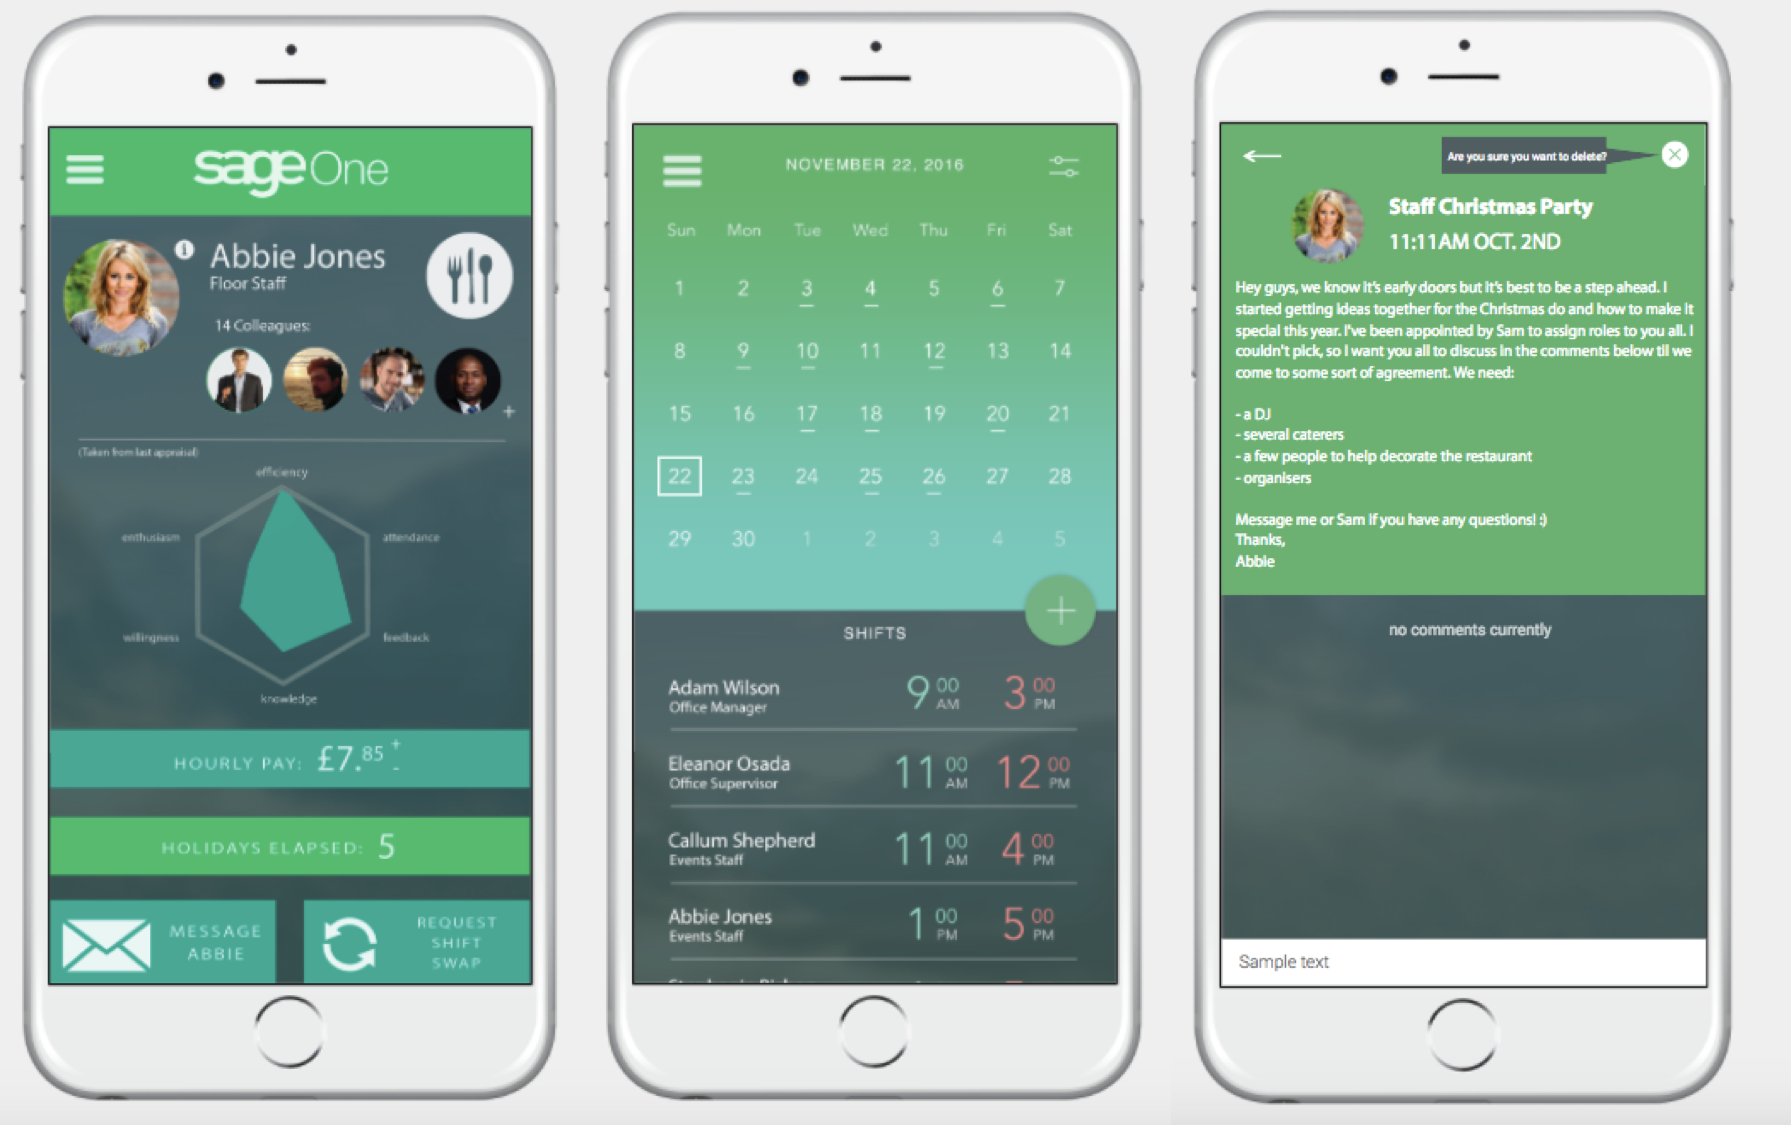 sageOne
Abbie Jones
Floor Staff
14 Colleagues:
+
(Taken from last appraisal)
efficiency
enthusiasm
attendance
willingness
feedback
knowledge
HOURLY PAY: £7.85 + -
HOLIDAYS ELAPSED: 5
MESSAGE
ABBIE
REQUEST
SHIFT
SWAP
NOVEMBER 22, 2016
Sun Mon Tue Wed Thu Fri Sat
1 2 3 4 5 6 7
8 9 10 11 12 13 14
15 16 17 18 19 20 21
22 23 24 25 26 27 28
29 30 1 2 3 4 5
+
SHIFTS
Adam Wilson 9 00 AM 3 00 PM
Office Manager
Eleanor Osada 11 00 AM 12 00 PM
Office Supervisor
Callum Shepherd 11 00 AM 4 00 PM
Events Staff
Abbie Jones 1 00 PM 5 00 PM
Events Staff
Are you sure you want to delete?
Staff Christmas Party
11:11AM OCT. 2ND
Hey guys, we know it's early doors but it's best to be a step ahead. I
started getting ideas together for the Christmas do and how to make it
special this year. I've been appointed by Sam to assign roles to you all. I
couldn't pick, so I want you all to discuss in the comments below til we
come to some sort of agreement. We need:
- a DJ
- several caterers
- a few people to help decorate the restaurant
- organisers
Message me or Sam if you have any questions! :)
Thanks,
Abbie
no comments currently
Sample text